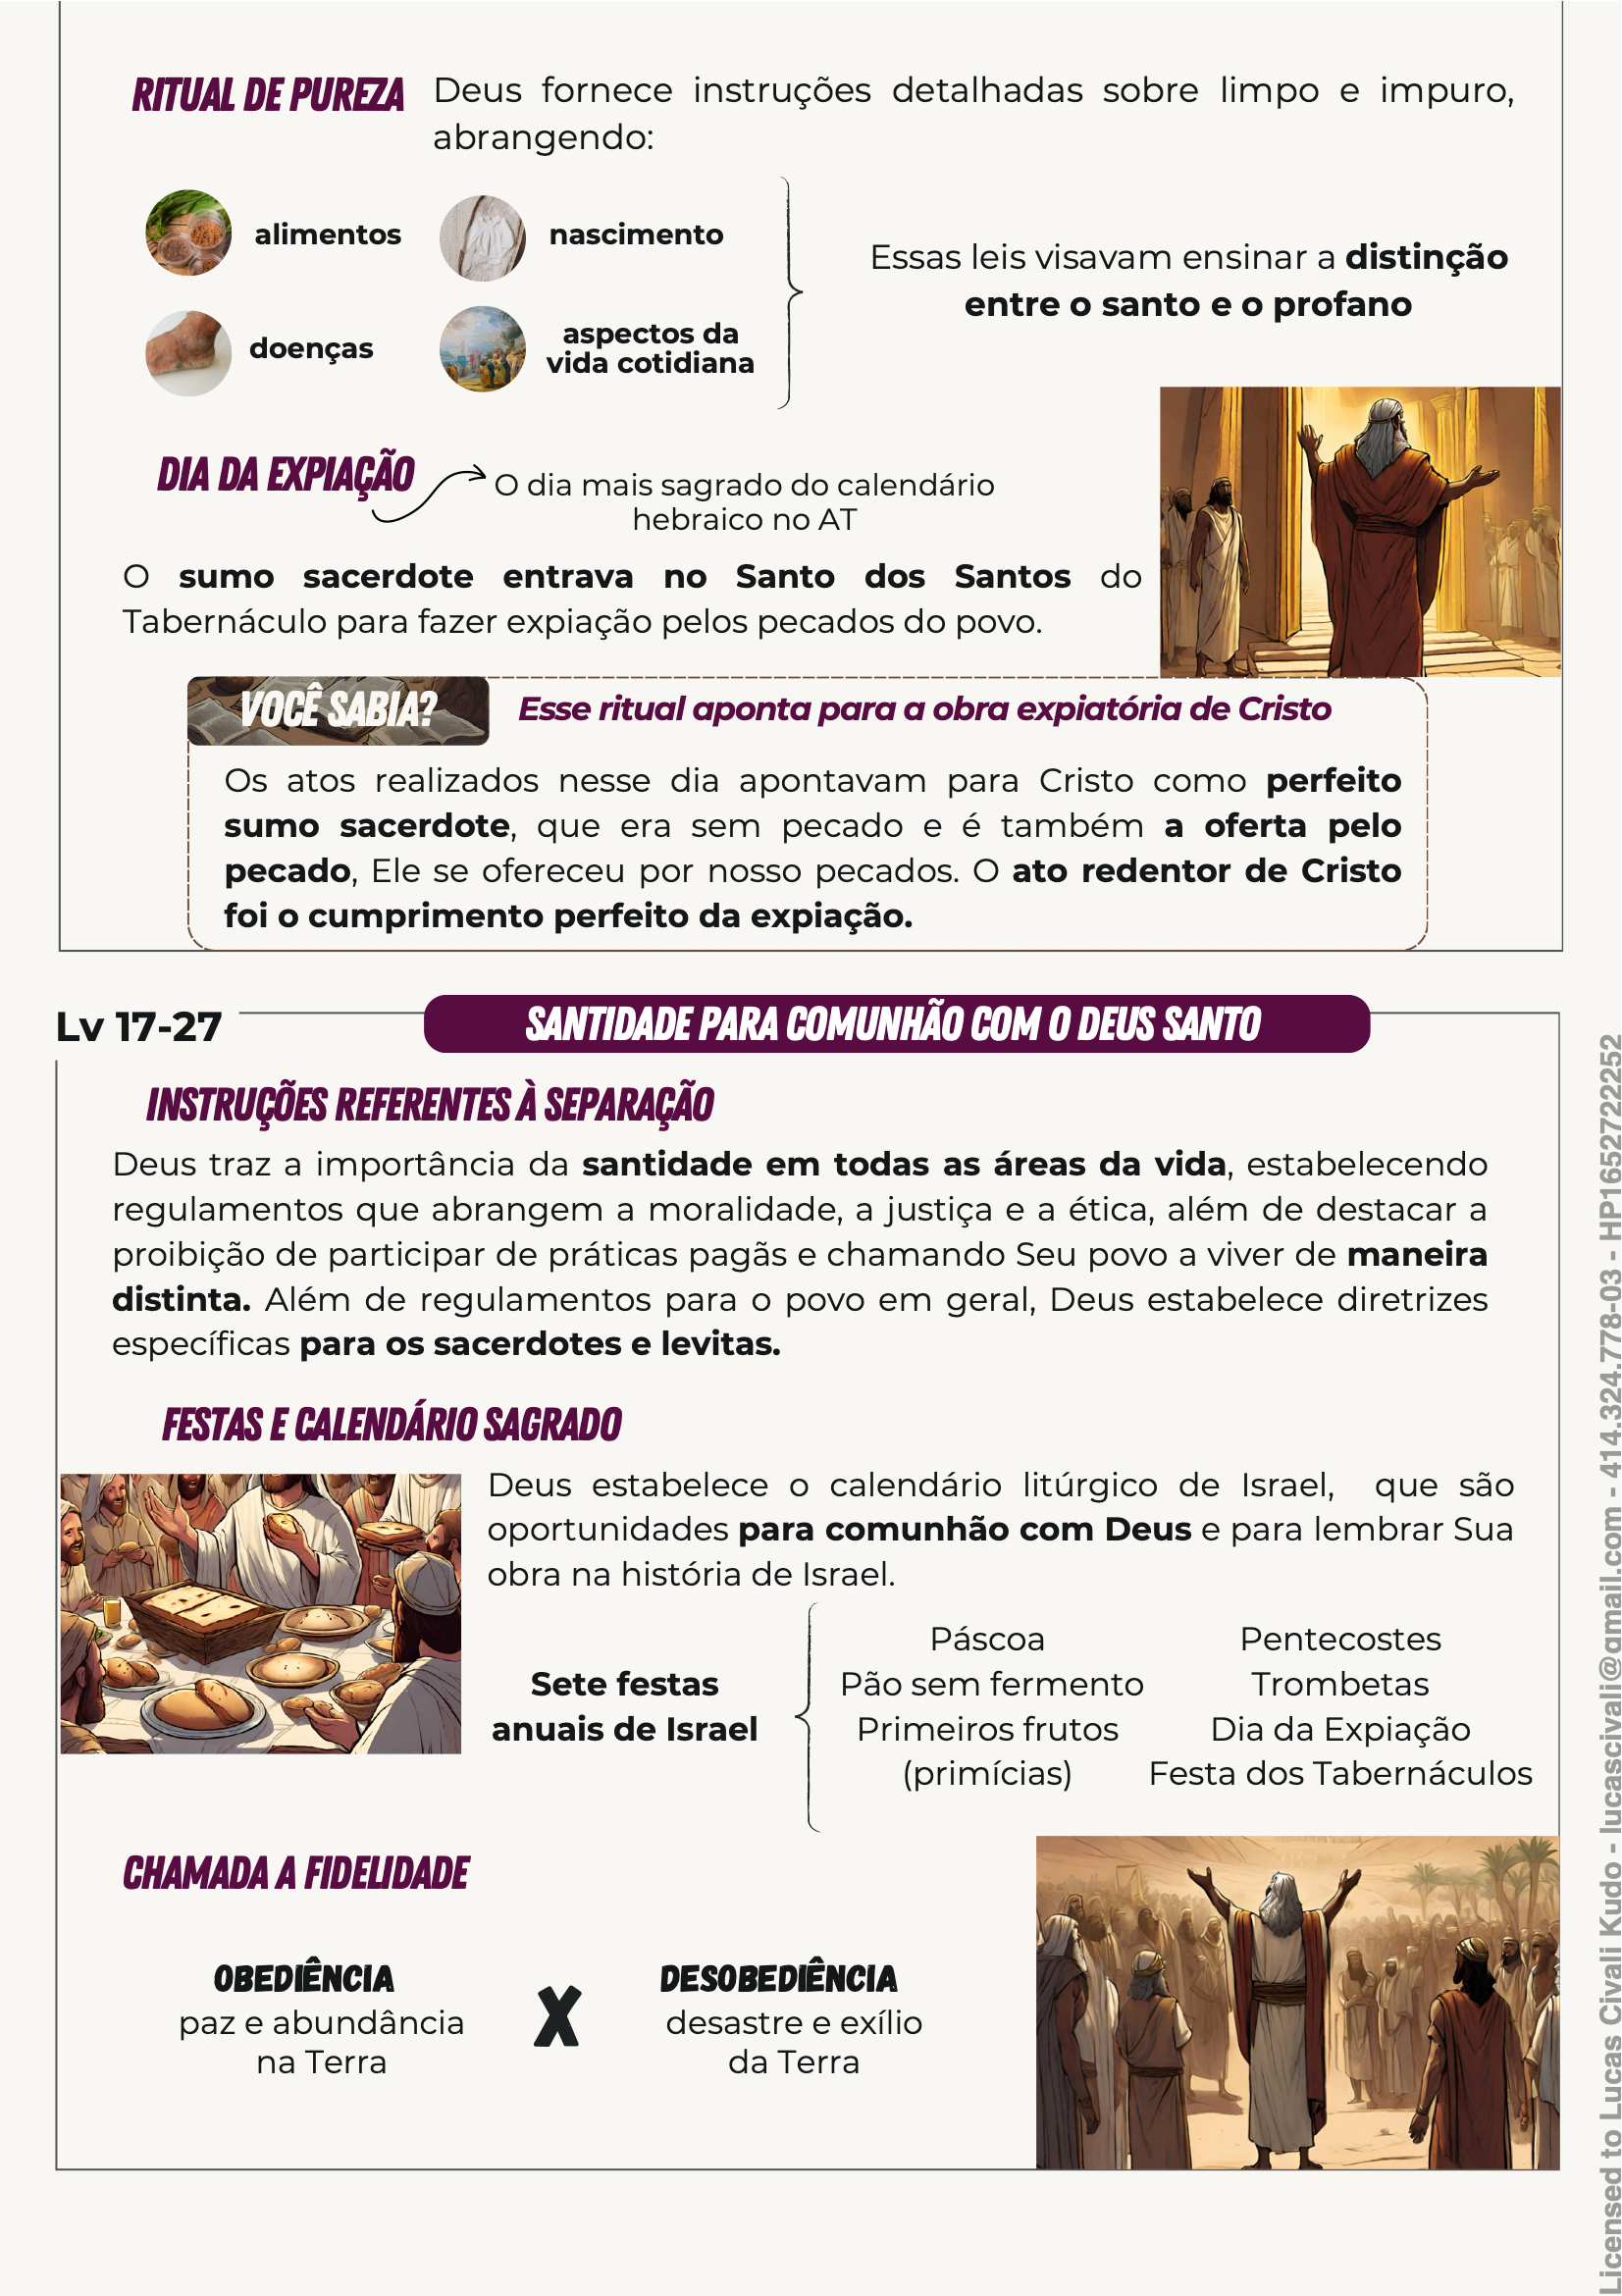 RITUAL DE PUREZA
Deus fornece instruções detalhadas sobre limpo e impuro,
abrangendo:
alimentos
nascimento
doenças
aspectos da
vida cotidiana
Essas leis visavam ensinar a distinção
entre o santo e o profano
DIA DA EXPIAÇÃO
O dia mais sagrado do calendário
hebraico no AT
O sumo sacerdote entrava no Santo dos Santos do
Tabernáculo para fazer expiação pelos pecados do povo.
VOCÊ SABIA?
Esse ritual aponta para a obra expiatória de Cristo
Os atos realizados nesse dia apontavam para Cristo como perfeito
sumo sacerdote, que era sem pecado e é também a oferta pelo
pecado, Ele se ofereceu por nosso pecados. O ato redentor de Cristo
foi o cumprimento perfeito da expiação.
Lv 17-27
SANTIDADE PARA COMUNHÃO COM O DEUS SANTO
INSTRUÇÕES REFERENTES À SEPARAÇÃO
Deus traz a importância da santidade em todas as áreas da vida, estabelecendo
regulamentos que abrangem a moralidade, a justiça e a ética, além de destacar a
proibição de participar de práticas pagãs e chamando Seu povo a viver de maneira
distinta. Além de regulamentos para o povo em geral, Deus estabelece diretrizes
específicas para os sacerdotes e levitas.
FESTAS E CALENDÁRIO SAGRADO
Deus estabelece o calendário litúrgico de Israel, que são
oportunidades para comunhão com Deus e para lembrar Sua
obra na história de Israel.
Sete festas
anuais de Israel
Páscoa
Pão sem fermento
Primeiros frutos
(primícias)
Pentecostes
Trombetas
Dia da Expiação
Festa dos Tabernáculos
CHAMADA A FIDELIDADE
OBEDIÊNCIA
paz e abundância
na Terra
X
DESOBEDIÊNCIA
desastre e exílio
da Terra
Licensed to Lucas Civali Kudo - lucascivali@gmail.com - 414.324.778-03 - HP1652722252